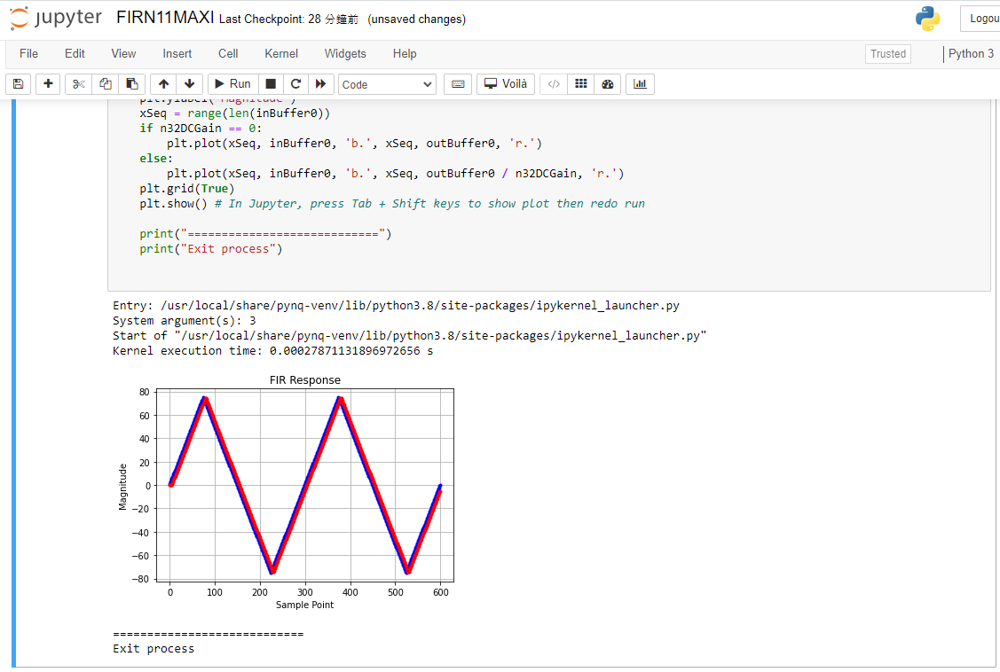 jupyter FIRN11MAXI Last Checkpoint: 28 分鐘前 (unsaved changes) Logou
File Edit View Insert Cell Kernel Widgets Help Trusted Python 3
Run Code Voilà
plt.ylabel("Magnitude")
xSeq = range(len(inBuffer0))
if n32DCGain == 0:
    plt.plot(xSeq, inBuffer0, 'b.', xSeq, outBuffer0, 'r.')
else:
    plt.plot(xSeq, inBuffer0, 'b.', xSeq, outBuffer0 / n32DCGain, 'r.')
plt.grid(True)
plt.show() # In Jupyter, press Tab + Shift keys to show plot then redo run
print("============================")
print("Exit process")
Entry: /usr/local/share/pynq-venv/lib/python3.8/site-packages/ipykernel_launcher.py
System argument(s): 3
Start of "/usr/local/share/pynq-venv/lib/python3.8/site-packages/ipykernel_launcher.py"
Kernel execution time: 0.00027871131896972656 s
FIR Response
80
60
40
20
0
−20
−40
−60
−80
Magnitude
0 100 200 300 400 500 600
Sample Point
============================
Exit process